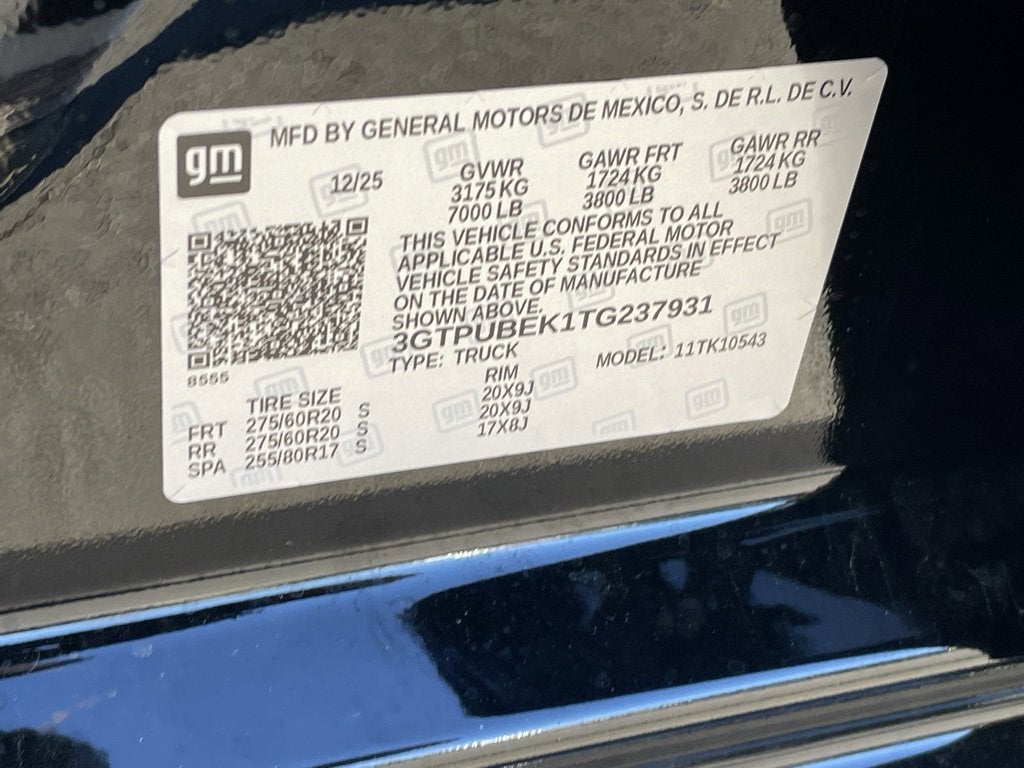 gm
MFD BY GENERAL MOTORS DE MEXICO, S. DE R.L. DE C.V.
12/25
GVWR GAWR FRT GAWR RR
3175 KG 1724 KG 1724 KG
7000 LB 3800 LB 3800 LB
THIS VEHICLE CONFORMS TO ALL
APPLICABLE U.S. FEDERAL MOTOR
VEHICLE SAFETY STANDARDS IN EFFECT
ON THE DATE OF MANUFACTURE
SHOWN ABOVE.
3GTPUBEK1TG237931
TYPE: TRUCK MODEL: 11TK10543
8555
TIRE SIZE RIM
FRT 275/60R20 S 20X9J
RR 275/60R20 S 20X9J
SPA 255/80R17 S 17X8J